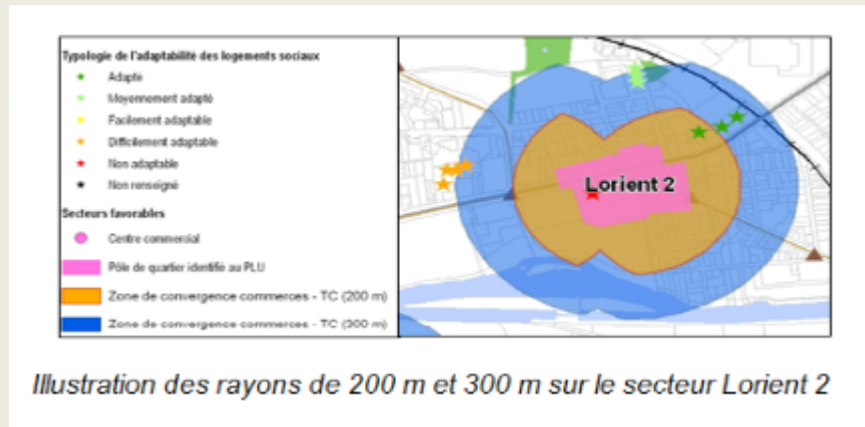 Typologie de l'adaptabilité des logements sociaux
Adapté
Moyennement adapté
Facilement adaptable
Difficilement adaptable
Non adaptable
Non renseigné
Secteurs favorables
Centre commercial
Pôle de quartier identifié au PLU
Zone de convergence commerces - TC (200 m)
Zone de convergence commerces - TC (300 m)
Lorient 2
Illustration des rayons de 200 m et 300 m sur le secteur Lorient 2